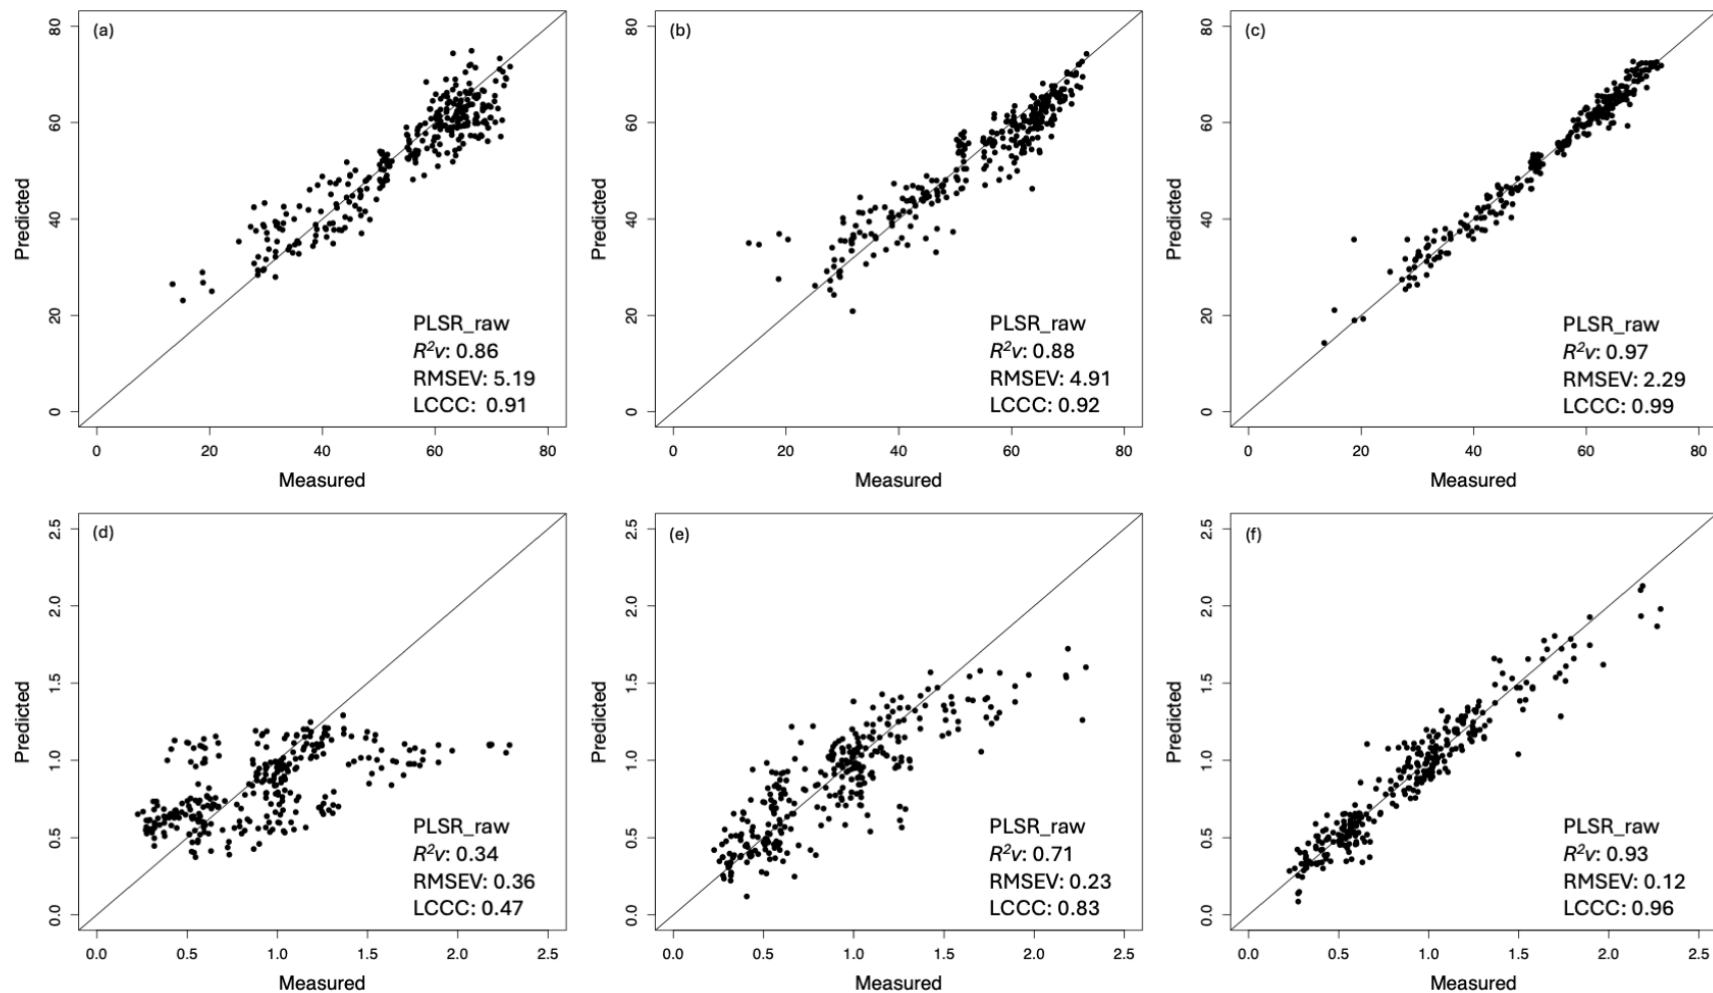 (a)
80
60
40
20
0
Predicted
PLSR_raw
R²v: 0.86
RMSEV: 5.19
LCCC: 0.91
0 20 40 60 80
Measured
(b)
80
60
40
20
0
Predicted
PLSR_raw
R²v: 0.88
RMSEV: 4.91
LCCC: 0.92
0 20 40 60 80
Measured
(c)
80
60
40
20
0
Predicted
PLSR_raw
R²v: 0.97
RMSEV: 2.29
LCCC: 0.99
0 20 40 60 80
Measured
(d)
2.5
2.0
1.5
1.0
0.5
0.0
Predicted
PLSR_raw
R²v: 0.34
RMSEV: 0.36
LCCC: 0.47
0.0 0.5 1.0 1.5 2.0 2.5
Measured
(e)
2.5
2.0
1.5
1.0
0.5
0.0
Predicted
PLSR_raw
R²v: 0.71
RMSEV: 0.23
LCCC: 0.83
0.0 0.5 1.0 1.5 2.0 2.5
Measured
(f)
2.5
2.0
1.5
1.0
0.5
0.0
Predicted
PLSR_raw
R²v: 0.93
RMSEV: 0.12
LCCC: 0.96
0.0 0.5 1.0 1.5 2.0 2.5
Measured